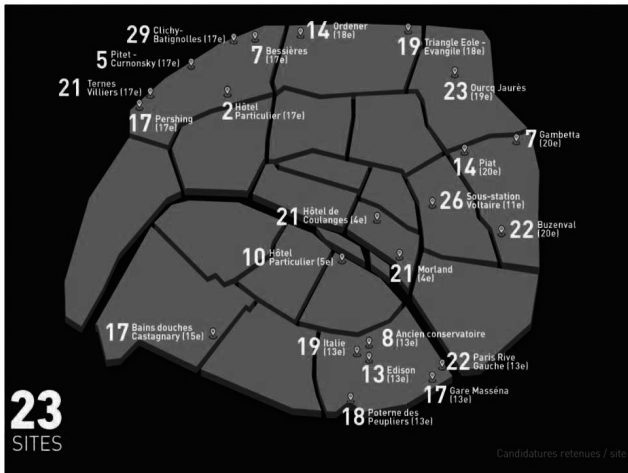 29 Clichy-
Batignolles (17e)
7 Bessières
(17e)
14 Ordener
(18e)
19 Triangle Eole -
Evangile (18e)
5 Pitet -
Curnonsky (17e)
21 Ternes
Villiers (17e)
17 Pershing
(17e)
2 Hôtel
Particulier (17e)
23 Ourcq Jaurès
(19e)
7 Gambetta
(20e)
14 Piat
(20e)
26 Sous-station
Voltaire (11e)
22 Buzenval
(20e)
21 Hôtel de
Coulanges (4e)
10 Hôtel
Particulier (5e)
21 Morland
(4e)
17 Bains douches
Castagnary (15e)
19 Italie
(13e)
8 Ancien conservatoire
(13e)
13 Edison
(13e)
22 Paris Rive
Gauche (13e)
17 Gare Masséna
(13e)
18 Poterne des
Peupliers (13e)
23
SITES
Candidatures retenues / site